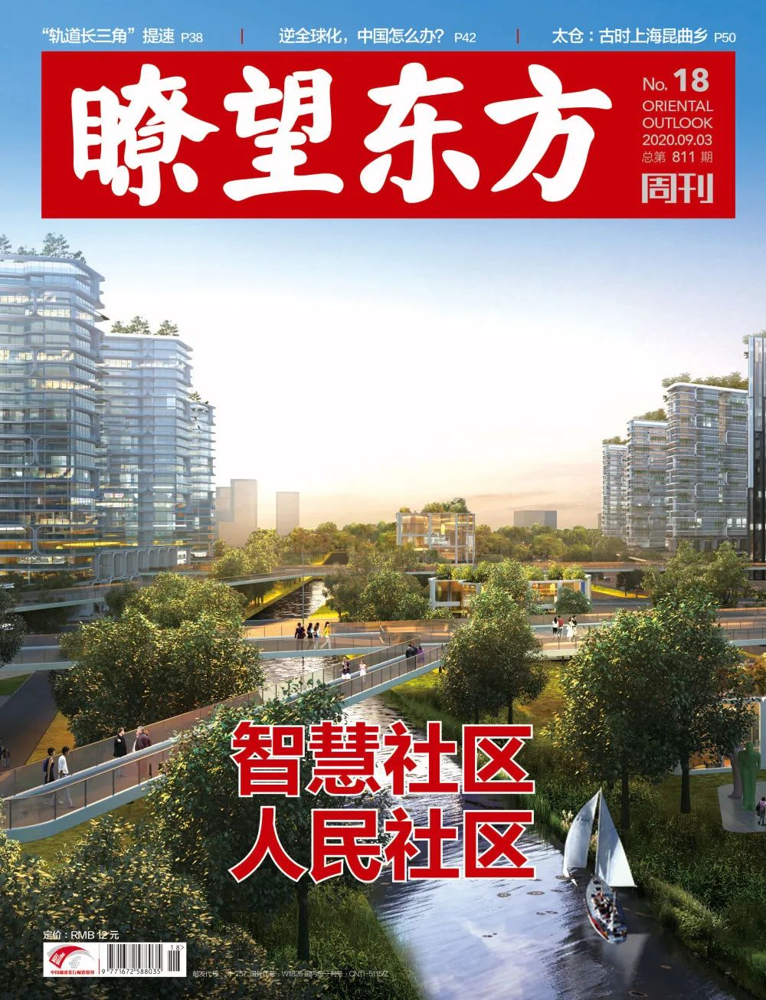 “轨道长三角”提速 P38
逆全球化，中国怎么办？ P42
太仓：古时上海昆曲乡 P50
瞭望东方
No. 18
ORIENTAL
OUTLOOK
2020.09.03
总第 811 期
周刊
智慧社区
人民社区
定价：RMB 12 元
BEST SELLING
中国邮政发行畅销报刊
18>
9 771672 588035
邮发代号 1-757 国外代号：W1826 国内统一刊号：CN11-5115/Z